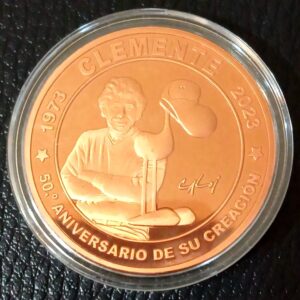 CLEMENTE
1973
2023
50.º ANIVERSARIO DE SU CREACIÓN